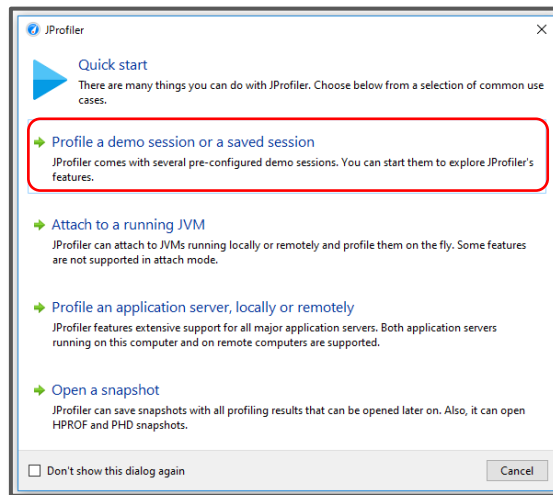 JProfiler
Quick start
There are many things you can do with JProfiler. Choose below from a selection of common use
cases.
Profile a demo session or a saved session
JProfiler comes with several pre-configured demo sessions. You can start them to explore JProfiler's
features.
Attach to a running JVM
JProfiler can attach to JVMs running locally or remotely and profile them on the fly. Some features
are not supported in attach mode.
Profile an application server, locally or remotely
JProfiler features extensive support for all major application servers. Both application servers
running on this computer and on remote computers are supported.
Open a snapshot
JProfiler can save snapshots with all profiling results that can be opened later on. Also, it can open
HPROF and PHD snapshots.
Don't show this dialog again
Cancel